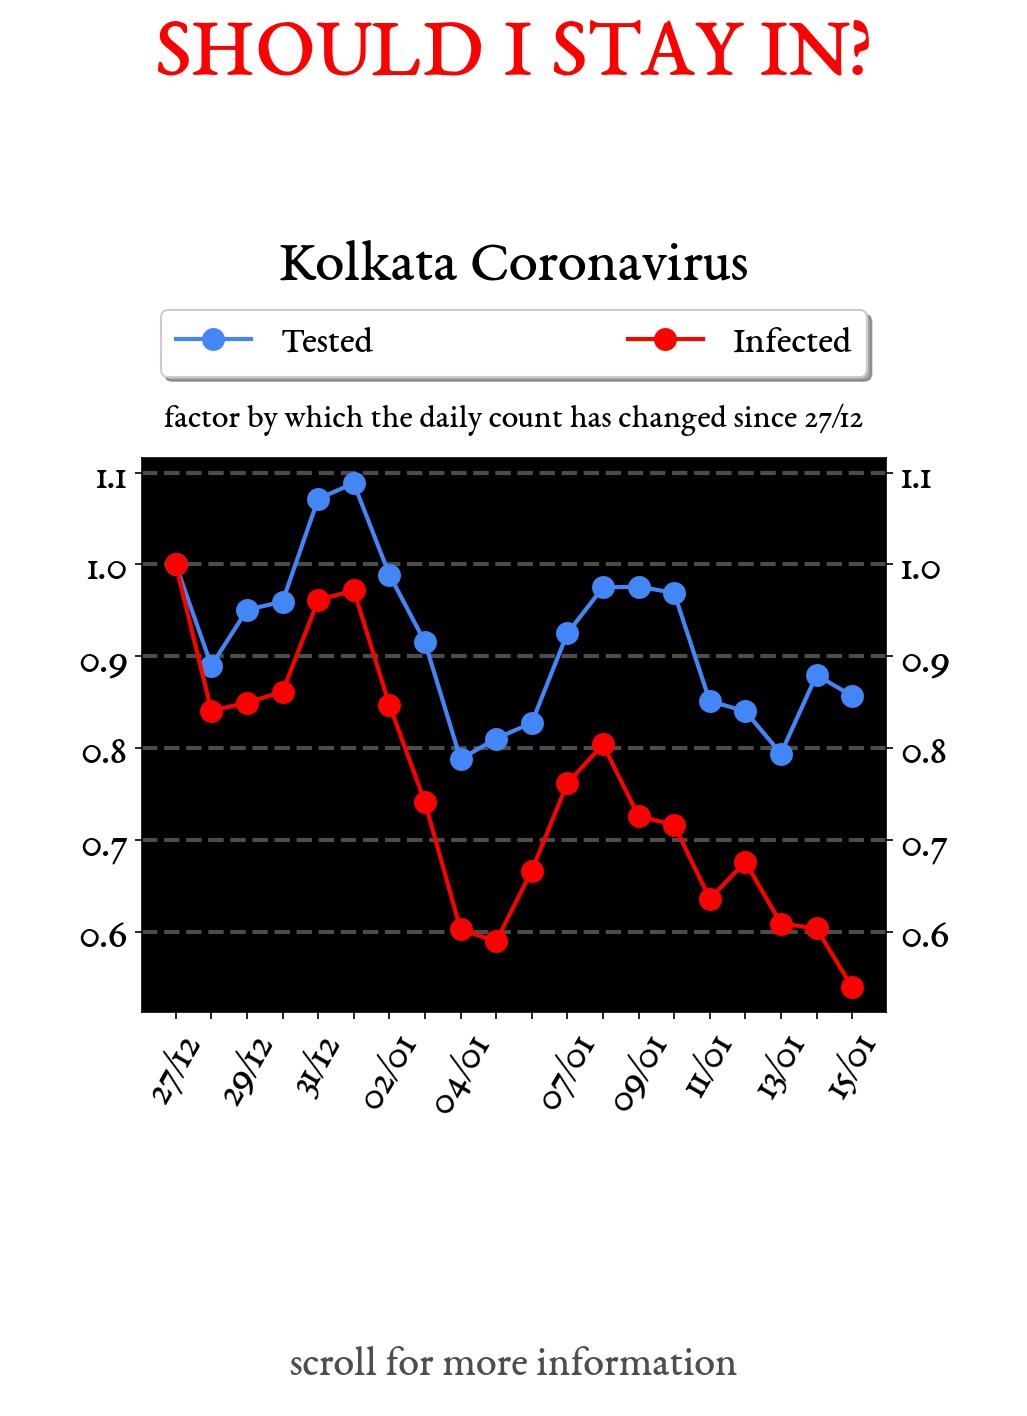 SHOULD I STAY IN?
Kolkata Coronavirus
Tested Infected
factor by which the daily count has changed since 27/12
1.1 1.1
1.0 1.0
0.9 0.9
0.8 0.8
0.7 0.7
0.6 0.6
27/12 29/12 31/12 02/01 04/01 07/01 09/01 11/01 13/01 15/01
scroll for more information